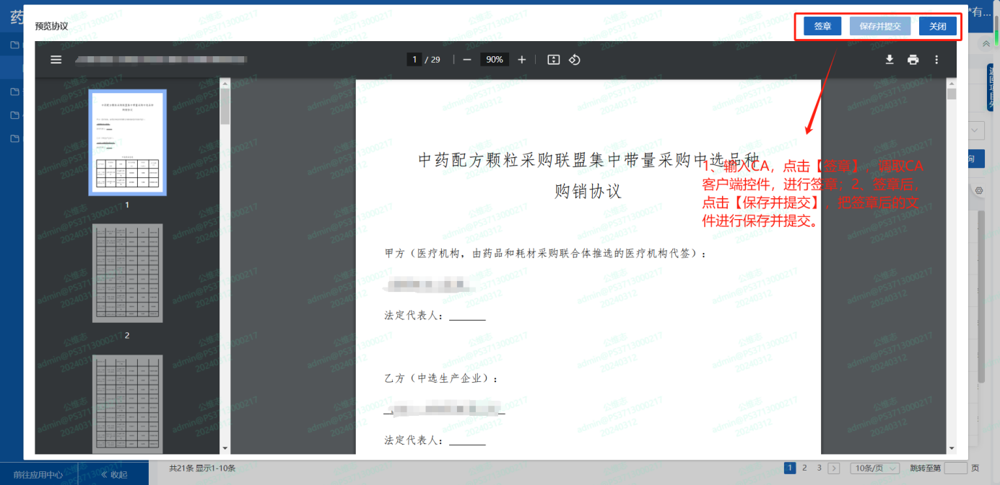 药
*有...
预览协议
签章
保存并提交
关闭
1 / 29
90%
中药配方颗粒采购联盟集中带量采购中选品种
购销协议
1、输入CA，点击【签章】，调取CA
客户端控件，进行签章；2、签章后，
点击【保存并提交】，把签章后的文
件进行保存并提交。
甲方（医疗机构，由药品和耗材采购联合体推选的医疗机构代签）：
法定代表人：
乙方（中选生产企业）：
法定代表人：
1
2
前往应用中心
收起
共21条 显示1-10条
1
2
3
10条/页
跳转至第
页
公维志
admin@PS3713000217
20240312